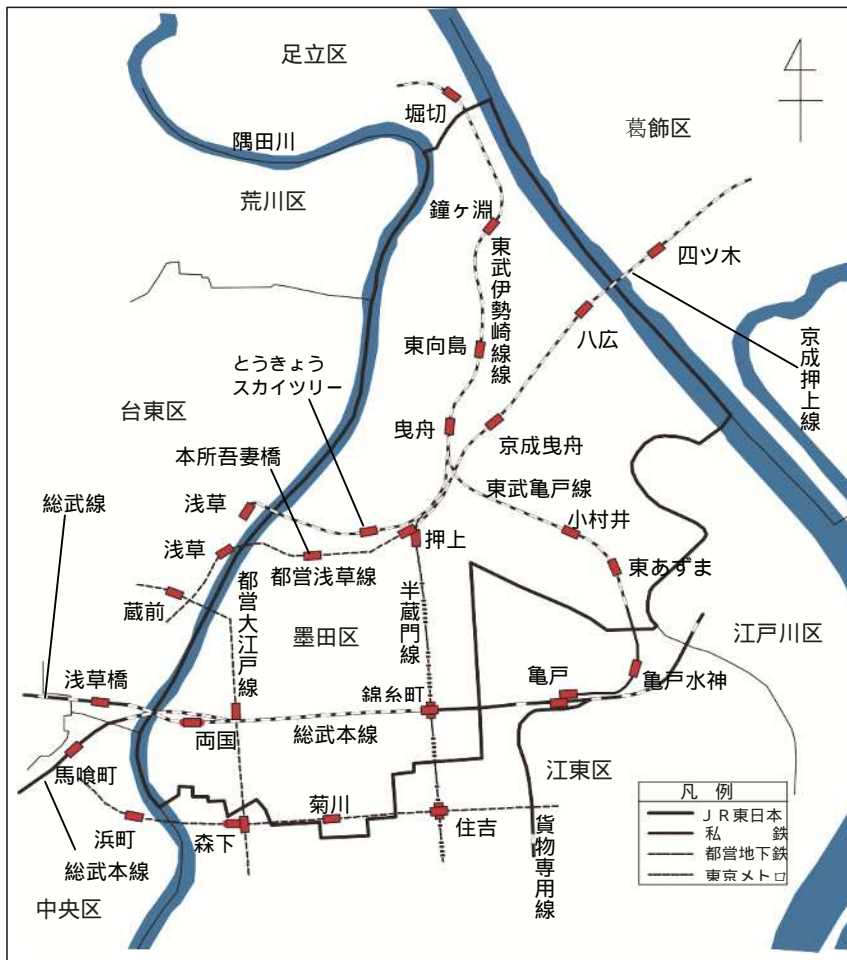 足立区
堀切
葛飾区
隅田川
荒川区
鐘ヶ淵
東武伊勢崎線線
四ツ木
八広
京成押上線
東向島
とうきょう
スカイツリー
台東区
曳舟
京成曳舟
本所吾妻橋
東武亀戸線
浅草
総武線
小村井
浅草
押上
都営浅草線
東あずま
蔵前
都営大江戸線
半蔵門線
墨田区
江戸川区
浅草橋
錦糸町
亀戸
亀戸水神
両国
総武本線
馬喰町
江東区
菊川
浜町
森下
住吉
貨物専用線
総武本線
中央区
凡 例
JR東日本
私 鉄
都営地下鉄
東京メトロ